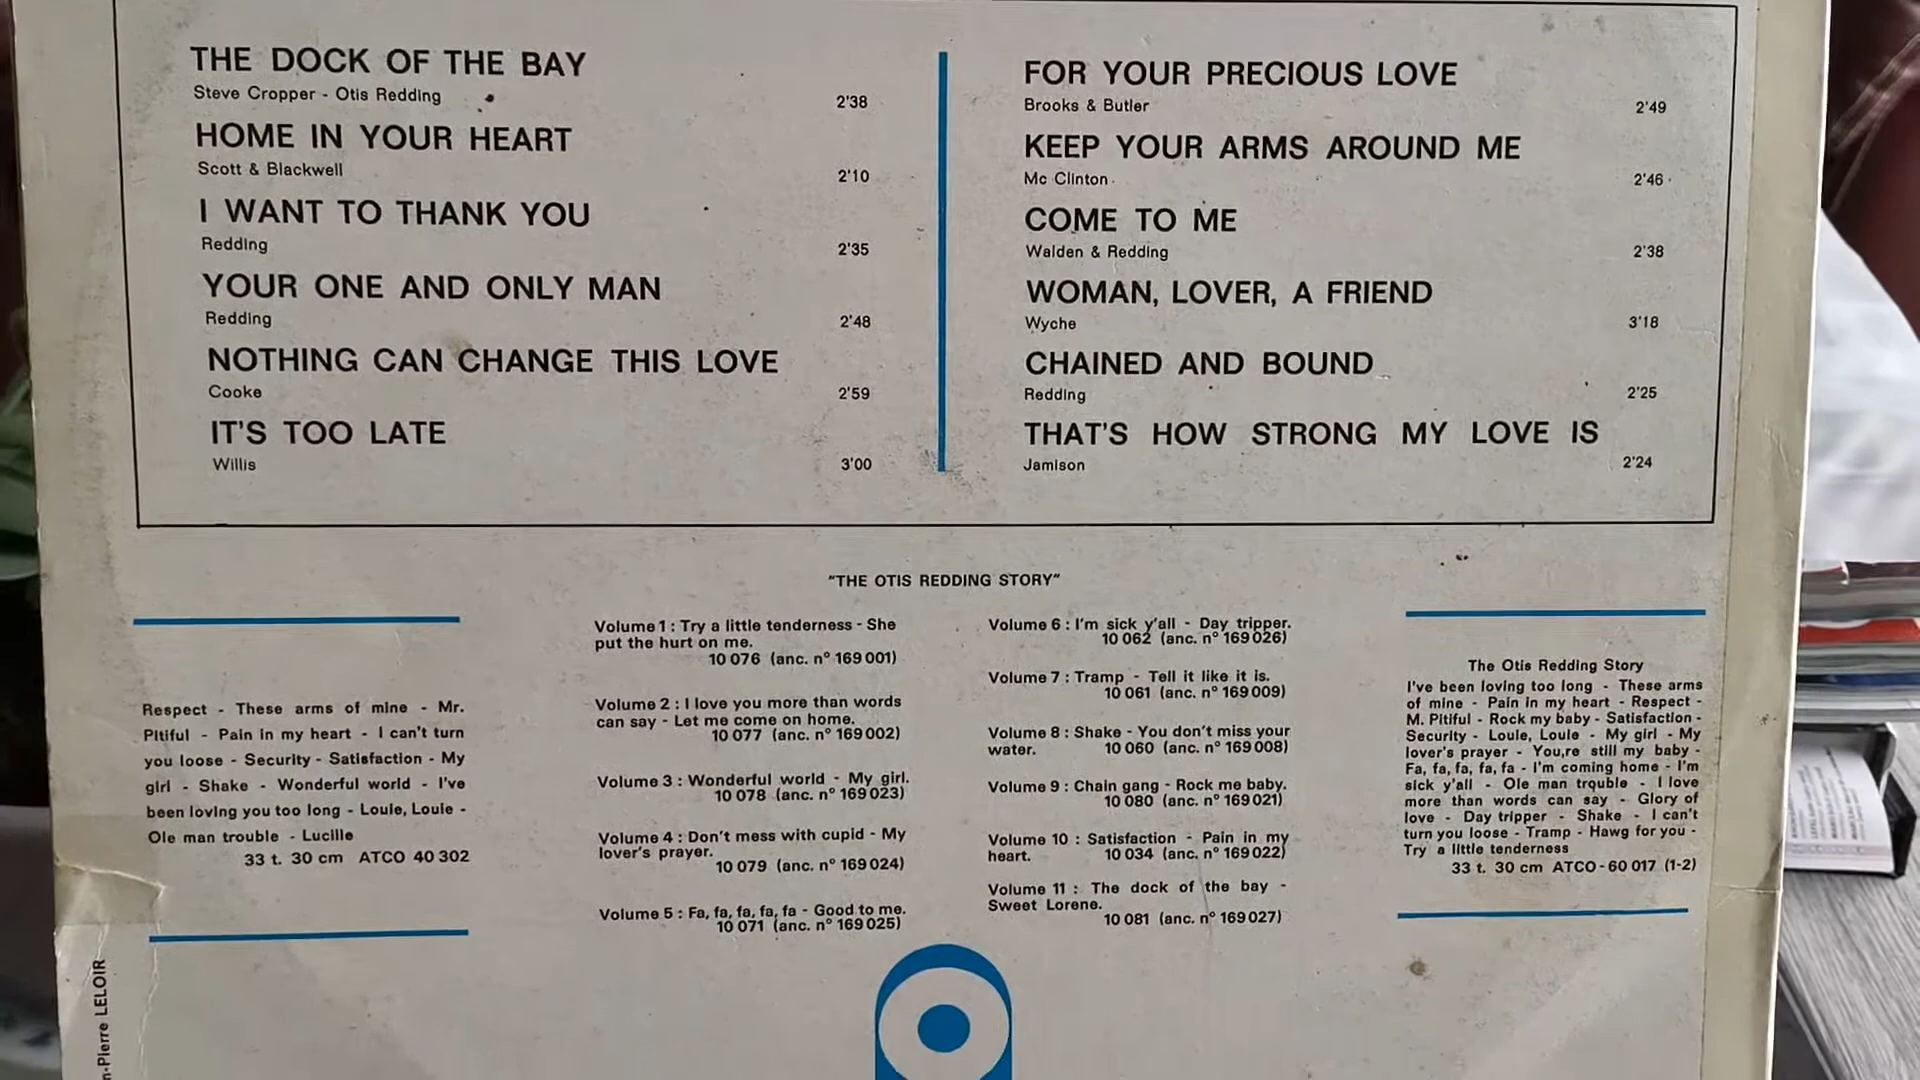 THE DOCK OF THE BAY
Steve Cropper - Otis Redding
2'38
HOME IN YOUR HEART
Scott & Blackwell
2'10
I WANT TO THANK YOU
Redding
2'35
YOUR ONE AND ONLY MAN
Redding
2'48
NOTHING CAN CHANGE THIS LOVE
Cooke
2'59
IT'S TOO LATE
Willis
3'00
FOR YOUR PRECIOUS LOVE
Brooks & Butler
2'49
KEEP YOUR ARMS AROUND ME
Mc Clinton
2'46
COME TO ME
Walden & Redding
2'38
WOMAN, LOVER, A FRIEND
Wyche
3'18
CHAINED AND BOUND
Redding
2'25
THAT'S HOW STRONG MY LOVE IS
Jamison
2'24
"THE OTIS REDDING STORY"
Respect - These arms of mine - Mr.
Pitiful - Pain in my heart - I can't turn
you loose - Security - Satisfaction - My
girl - Shake - Wonderful world - I've
been loving you too long - Louie, Louie -
Ole man trouble - Lucille
33 t. 30 cm ATCO 40 302
Volume 1 : Try a little tenderness - She
put the hurt on me.
10 076 (anc. n° 169 001)
Volume 2 : I love you more than words
can say - Let me come on home.
10 077 (anc. n° 169 002)
Volume 3 : Wonderful world - My girl.
10 078 (anc. n° 169 023)
Volume 4 : Don't mess with cupid - My
lover's prayer.
10 079 (anc. n° 169 024)
Volume 5 : Fa, fa, fa, fa, fa - Good to me.
10 071 (anc. n° 169 025)
Volume 6 : I'm sick y'all - Day tripper.
10 062 (anc. n° 169 026)
Volume 7 : Tramp - Tell it like it is.
10 061 (anc. n° 169 009)
Volume 8 : Shake - You don't miss your
water. 10 060 (anc. n° 169 008)
Volume 9 : Chain gang - Rock me baby.
10 080 (anc. n° 169 021)
Volume 10 : Satisfaction - Pain in my
heart. 10 034 (anc. n° 169 022)
Volume 11 : The dock of the bay -
Sweet Lorene.
10 081 (anc. n° 169 027)
The Otis Redding Story
I've been loving too long - These arms
of mine - Pain in my heart - Respect -
M. Pitiful - Rock my baby - Satisfaction -
Security - Louie, Louie - My girl - My
lover's prayer - You,re still my baby -
Fa, fa, fa, fa, fa - I'm coming home - I'm
sick y'all - Ole man trouble - I love
more than words can say - Glory of
love - Day tripper - Shake - I can't
turn you loose - Tramp - Hawg for you -
Try a little tenderness
33 t. 30 cm ATCO - 60 017 (1-2)
n-Pierre LELOIR